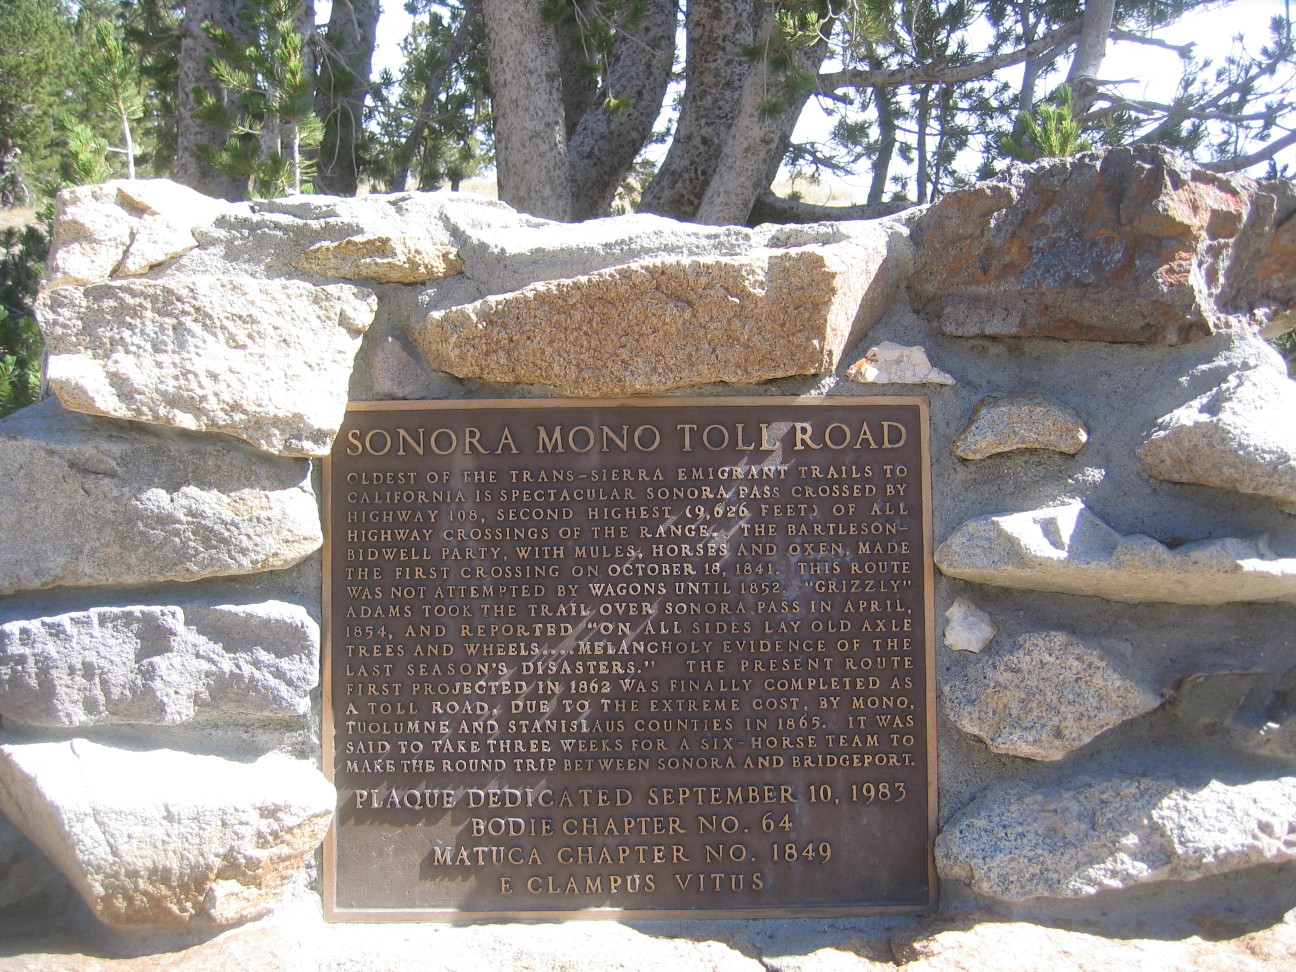 SONORA MONO TOLL ROAD
OLDEST OF THE TRANS-SIERRA EMIGRANT TRAILS TO
CALIFORNIA IS SPECTACULAR SONORA PASS CROSSED BY
HIGHWAY 108, SECOND HIGHEST (9,626 FEET) OF ALL
HIGHWAY CROSSINGS OF THE RANGE. THE BARTLESON-
BIDWELL PARTY, WITH MULES, HORSES AND OXEN, MADE
THE FIRST CROSSING ON OCTOBER 18, 1841. THIS ROUTE
WAS NOT ATTEMPTED BY WAGONS UNTIL 1852. "GRIZZLY"
ADAMS TOOK THE TRAIL OVER SONORA PASS IN APRIL,
1854, AND REPORTED "ON ALL SIDES LAY OLD AXLE
TREES AND WHEELS....MELANCHOLY EVIDENCE OF THE
LAST SEASON'S DISASTERS." THE PRESENT ROUTE
FIRST PROJECTED IN 1862 WAS FINALLY COMPLETED AS
A TOLL ROAD, DUE TO THE EXTREME COST, BY MONO,
TUOLUMNE AND STANISLAUS COUNTIES IN 1865. IT WAS
SAID TO TAKE THREE WEEKS FOR A SIX-HORSE TEAM TO
MAKE THE ROUND TRIP BETWEEN SONORA AND BRIDGEPORT.
PLAQUE DEDICATED SEPTEMBER 10, 1983
BODIE CHAPTER NO. 64
MATUCA CHAPTER NO. 1849
E CLAMPUS VITUS